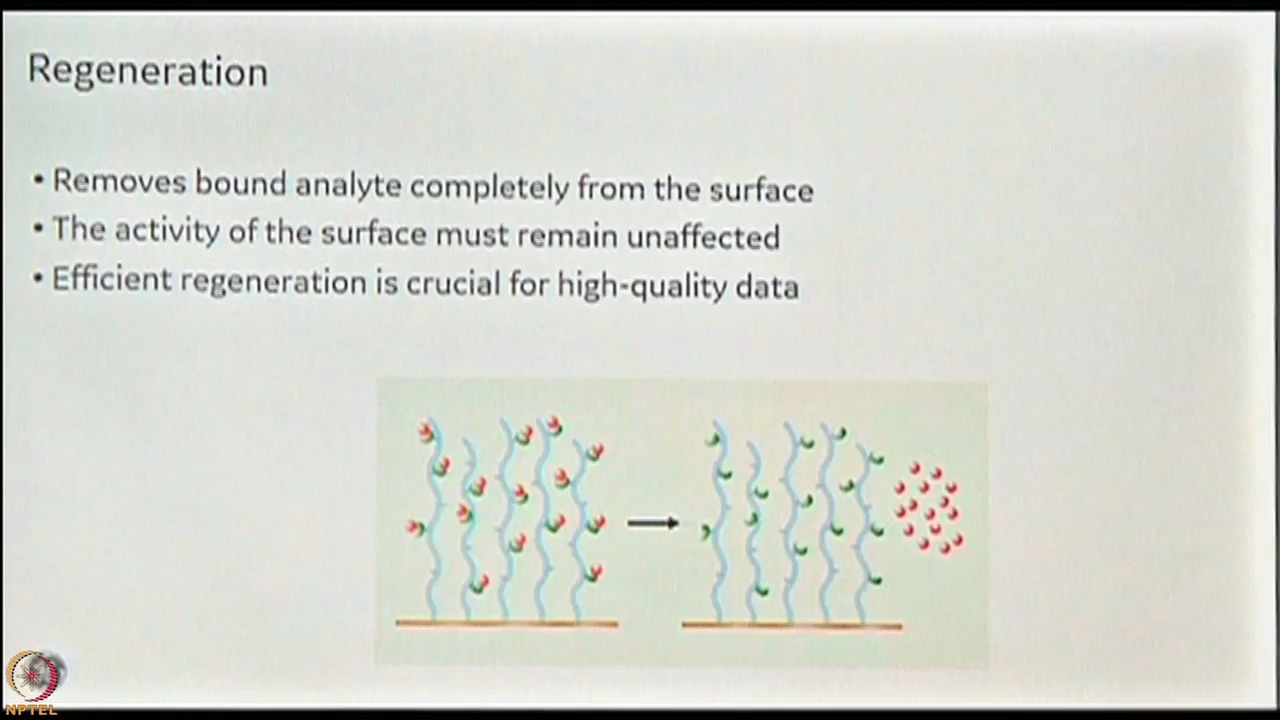 Regeneration
• Removes bound analyte completely from the surface
• The activity of the surface must remain unaffected
• Efficient regeneration is crucial for high-quality data
NPTEL